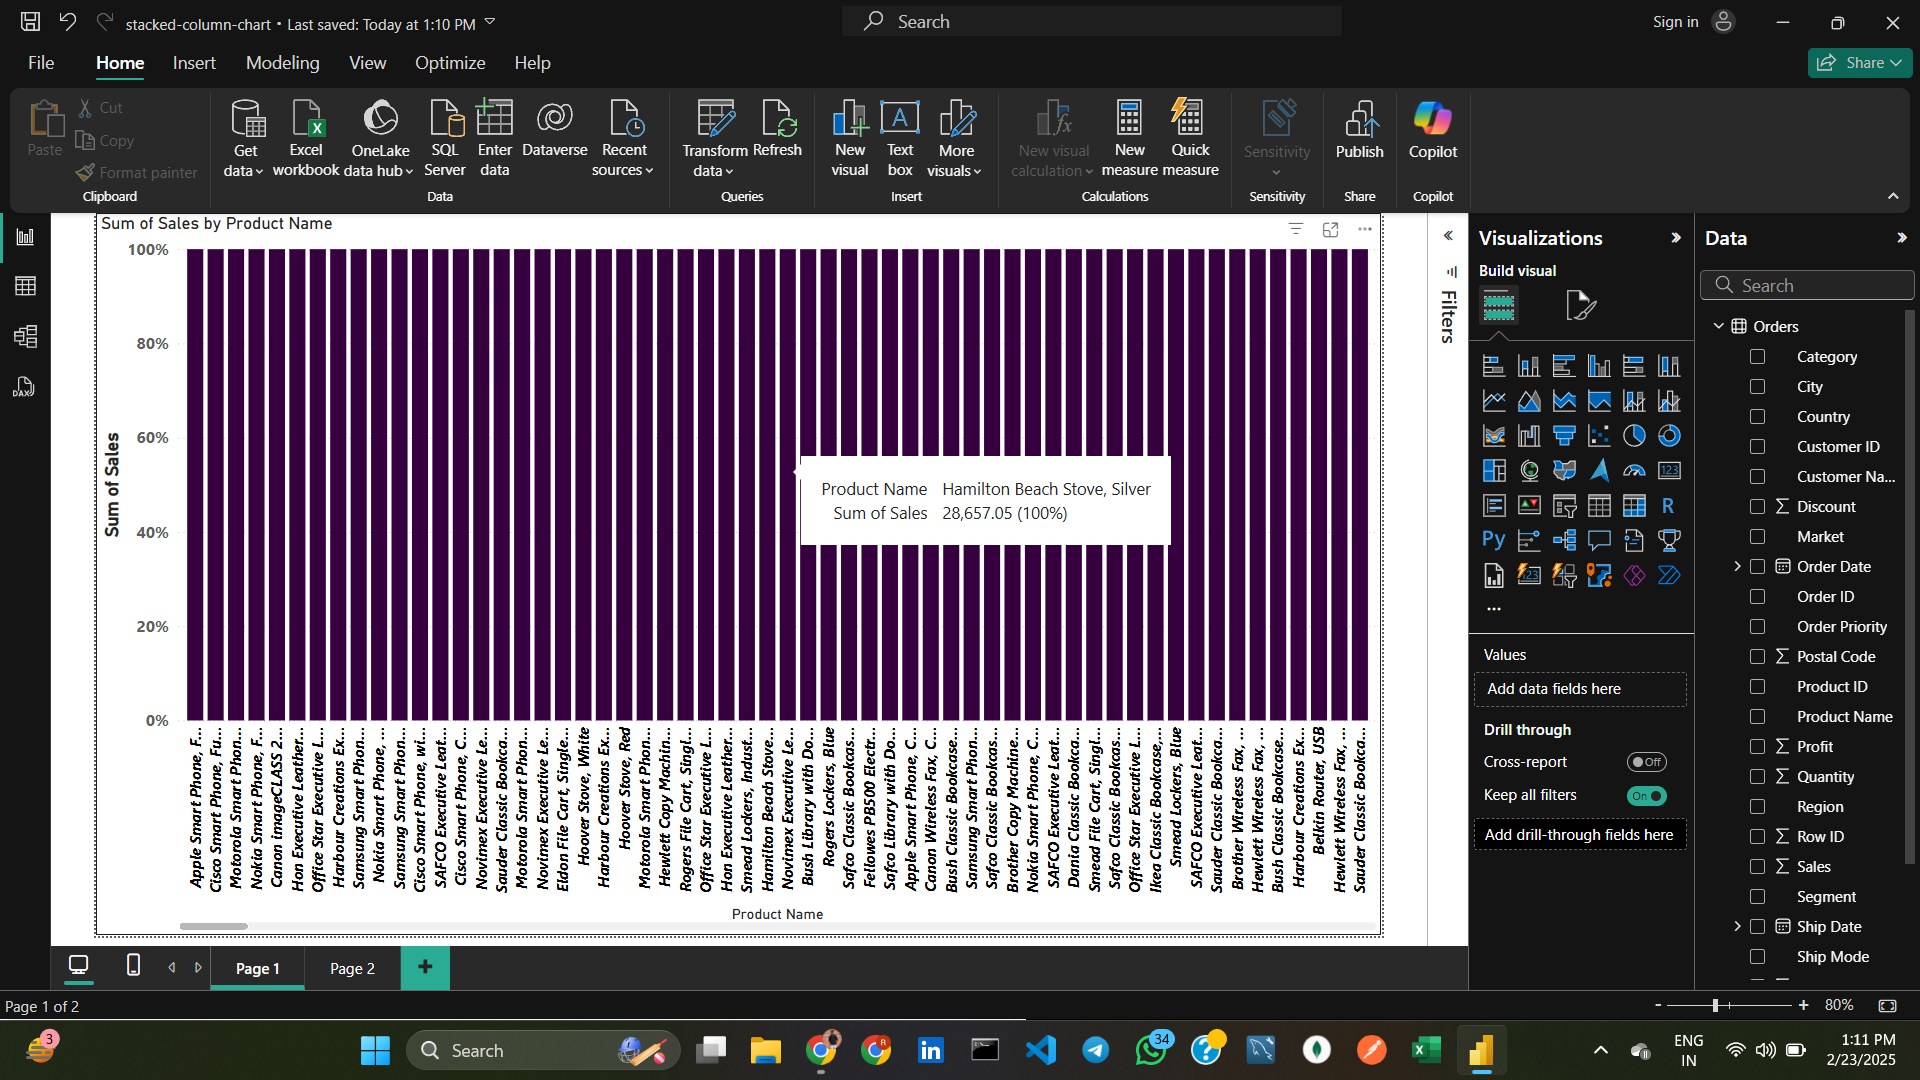 stacked-column-chart • Last saved: Today at 1:10 PM
Search
Sign in
File
Home
Insert
Modeling
View
Optimize
Help
Share
Paste
Cut
Copy
Format painter
Clipboard
Get data
Excel workbook
OneLake data hub
SQL Server
Enter data
Dataverse
Recent sources
Data
Transform data
Refresh
Queries
New visual
Text box
More visuals
Insert
New visual calculation
New measure
Quick measure
Calculations
Sensitivity
Sensitivity
Publish
Share
Copilot
Copilot
Sum of Sales by Product Name
100%
80%
60%
40%
20%
0%
Sum of Sales
Product Name Hamilton Beach Stove, Silver
Sum of Sales 28,657.05 (100%)
Apple Smart Phone, F...
Cisco Smart Phone, Fu...
Motorola Smart Phon...
Nokia Smart Phone, F...
Canon imageCLASS 2...
Hon Executive Leather...
Office Star Executive L...
Harbour Creations Ex...
Samsung Smart Phon...
Nokia Smart Phone, ...
Samsung Smart Phon...
Cisco Smart Phone, wi...
SAFCO Executive Leat...
Cisco Smart Phone, C...
Novimex Executive Le...
Sauder Classic Bookca...
Motorola Smart Phon...
Novimex Executive Le...
Eldon File Cart, Single...
Hoover Stove, White
Harbour Creations Ex...
Hoover Stove, Red
Motorola Smart Phon...
Hewlett Copy Machin...
Rogers File Cart, Singl...
Office Star Executive L...
Hon Executive Leather...
Smead Lockers, Indust...
Hamilton Beach Stove...
Novimex Executive Le...
Bush Library with Do...
Rogers Lockers, Blue
Safco Classic Bookcas...
Fellowes PB500 Electr...
Safco Library with Do...
Apple Smart Phone, C...
Canon Wireless Fax, C...
Bush Classic Bookcase...
Samsung Smart Phon...
Safco Classic Bookcas...
Brother Copy Machine...
Nokia Smart Phone, C...
SAFCO Executive Leat...
Dania Classic Bookca...
Smead File Cart, Singl...
Safco Classic Bookcas...
Office Star Executive L...
Ikea Classic Bookcase,...
Smead Lockers, Blue
SAFCO Executive Leat...
Sauder Classic Bookca...
Brother Wireless Fax, ...
Hewlett Wireless Fax, ...
Bush Classic Bookcase...
Harbour Creations Ex...
Belkin Router, USB
Hewlett Wireless Fax, ...
Sauder Classic Bookca...
Product Name
Filters
Visualizations
Build visual
123
R
Py
Values
Add data fields here
Drill through
Cross-report
Off
Keep all filters
On
Add drill-through fields here
Data
Search
Orders
Category
City
Country
Customer ID
Customer Na...
Discount
Market
Order Date
Order ID
Order Priority
Postal Code
Product ID
Product Name
Profit
Quantity
Region
Row ID
Sales
Segment
Ship Date
Ship Mode
DAX
Page 1
Page 2
Page 1 of 2
80%
3
Search
34
ENG
IN
1:11 PM
2/23/2025